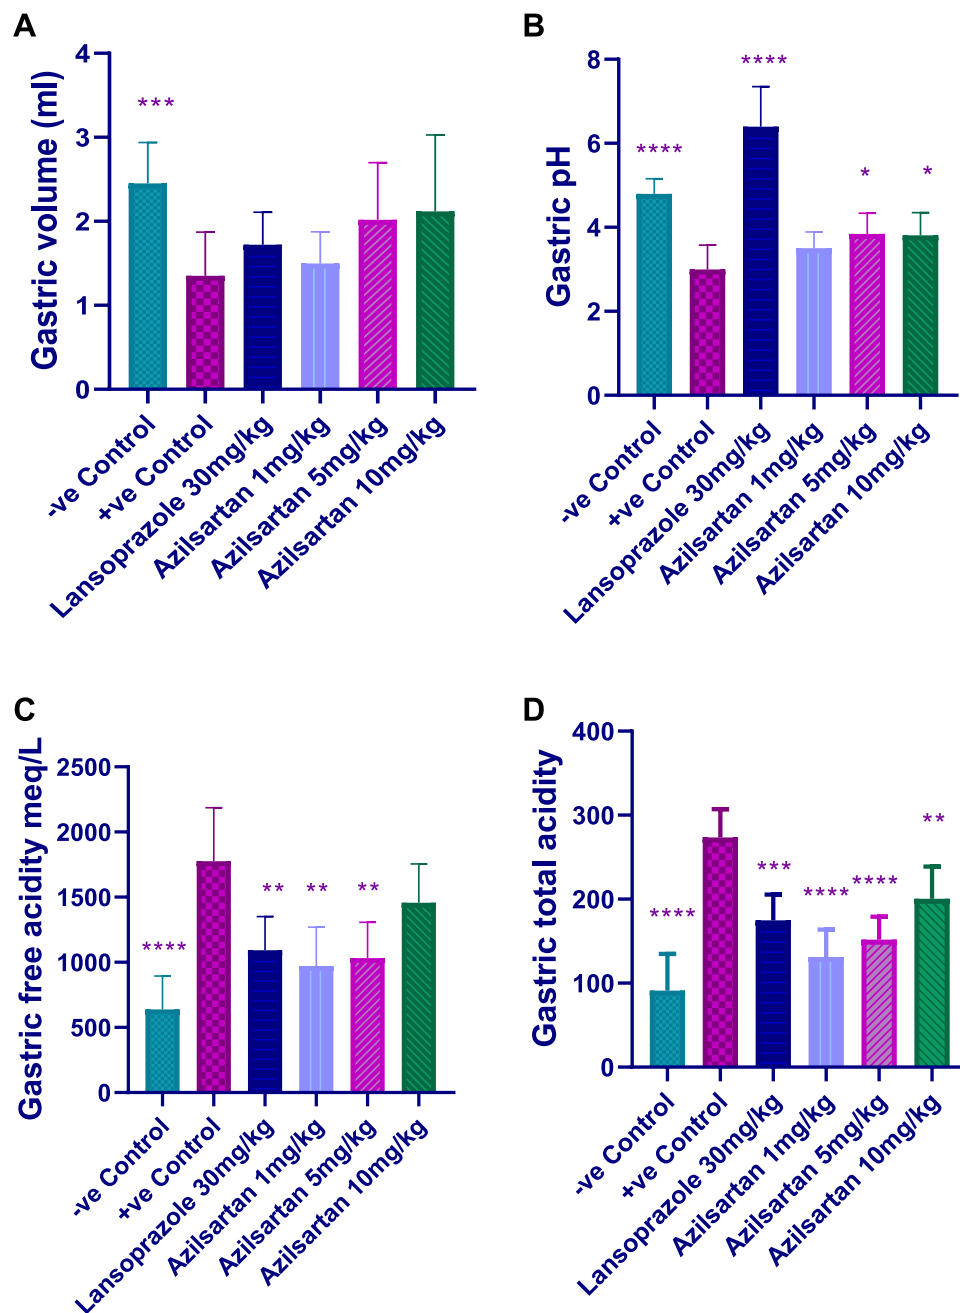 A
Gastric volume (ml)
4
3
2
1
0
***
-ve Control
+ve Control
Lansoprazole 30mg/kg
Azilsartan 1mg/kg
Azilsartan 5mg/kg
Azilsartan 10mg/kg
B
Gastric pH
8
6
4
2
0
****
****
*
*
-ve Control
+ve Control
Lansoprazole 30mg/kg
Azilsartan 1mg/kg
Azilsartan 5mg/kg
Azilsartan 10mg/kg
C
Gastric free acidity meq/L
2500
2000
1500
1000
500
0
****
**
**
**
-ve Control
+ve Control
Lansoprazole 30mg/kg
Azilsartan 1mg/kg
Azilsartan 5mg/kg
Azilsartan 10mg/kg
D
Gastric total acidity
400
300
200
100
0
****
***
****
****
**
-ve Control
+ve Control
Lansoprazole 30mg/kg
Azilsartan 1mg/kg
Azilsartan 5mg/kg
Azilsartan 10mg/kg